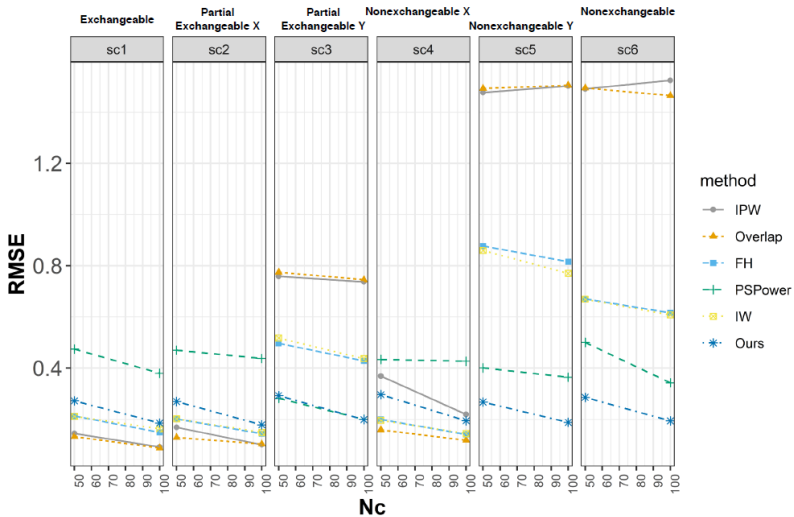 Exchangeable
Partial
Exchangeable X
Partial
Exchangeable Y
Nonexchangeable X
Nonexchangeable Y
Nonexchangeable
sc1
sc2
sc3
sc4
sc5
sc6
RMSE
1.2
0.8
0.4
50 60 70 80 90 100
50 60 70 80 90 100
50 60 70 80 90 100
50 60 70 80 90 100
50 60 70 80 90 100
50 60 70 80 90 100
Nc
method
IPW
Overlap
FH
PSPower
IW
Ours